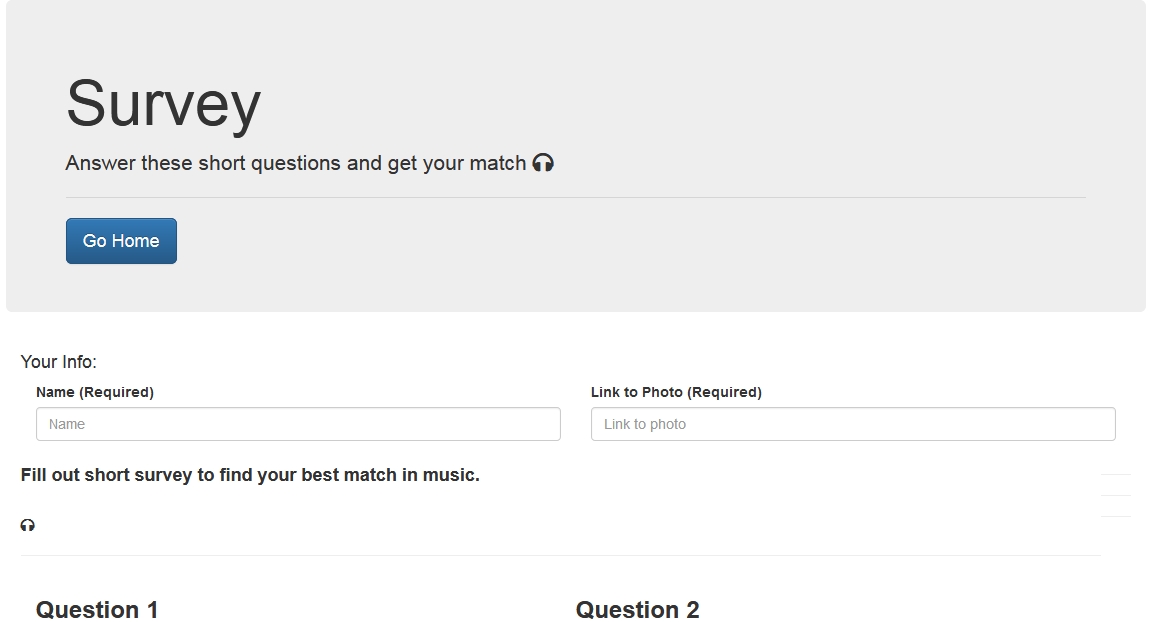 Survey
Answer these short questions and get your match
Go Home
Your Info:
Name (Required)
Link to Photo (Required)
Name
Link to photo
Fill out short survey to find your best match in music.
Question 1
Question 2